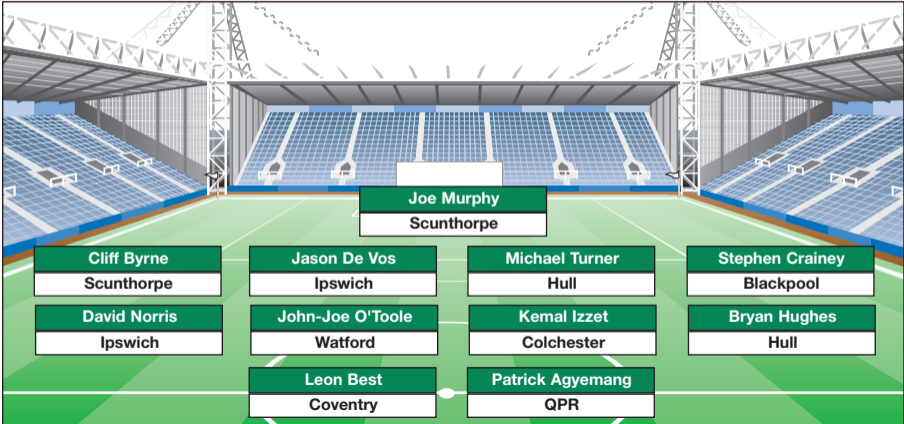 Joe Murphy
Scunthorpe
Cliff Byrne
Scunthorpe
Jason De Vos
Ipswich
Michael Turner
Hull
Stephen Crainey
Blackpool
David Norris
Ipswich
John-Joe O'Toole
Watford
Kemal Izzet
Colchester
Bryan Hughes
Hull
Leon Best
Coventry
Patrick Agyemang
QPR